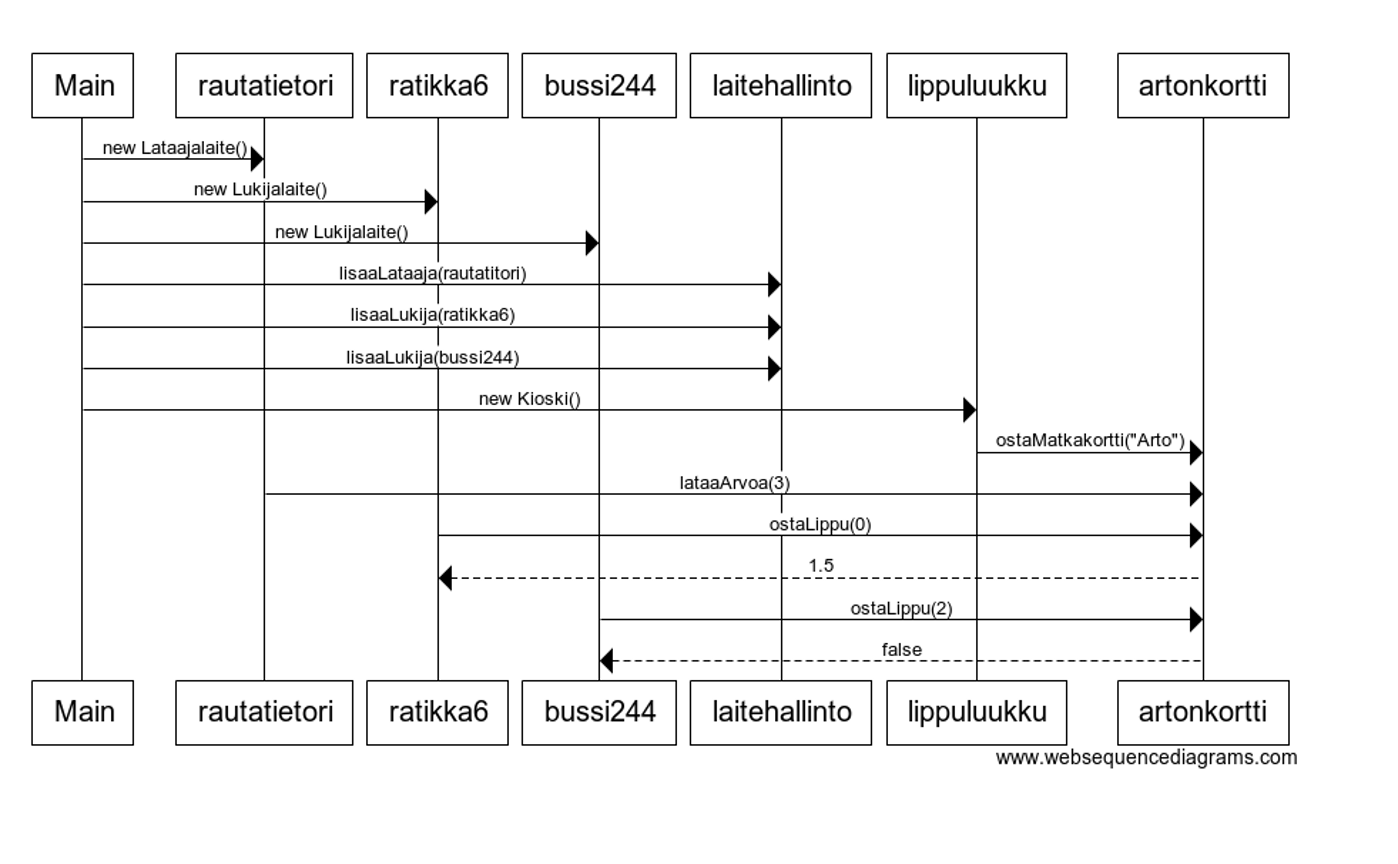 Main rautatietori ratikka6 bussi244 laitehallinto lippuluukku artonkortti
new Lataajalaite()
new Lukijalaite()
new Lukijalaite()
lisaaLataaja(rautatitori)
lisaaLukija(ratikka6)
lisaaLukija(bussi244)
new Kioski()
ostaMatkakortti("Arto")
lataaArvoa(3)
ostaLippu(0)
1.5
ostaLippu(2)
false
Main rautatietori ratikka6 bussi244 laitehallinto lippuluukku artonkortti
www.websequencediagrams.com